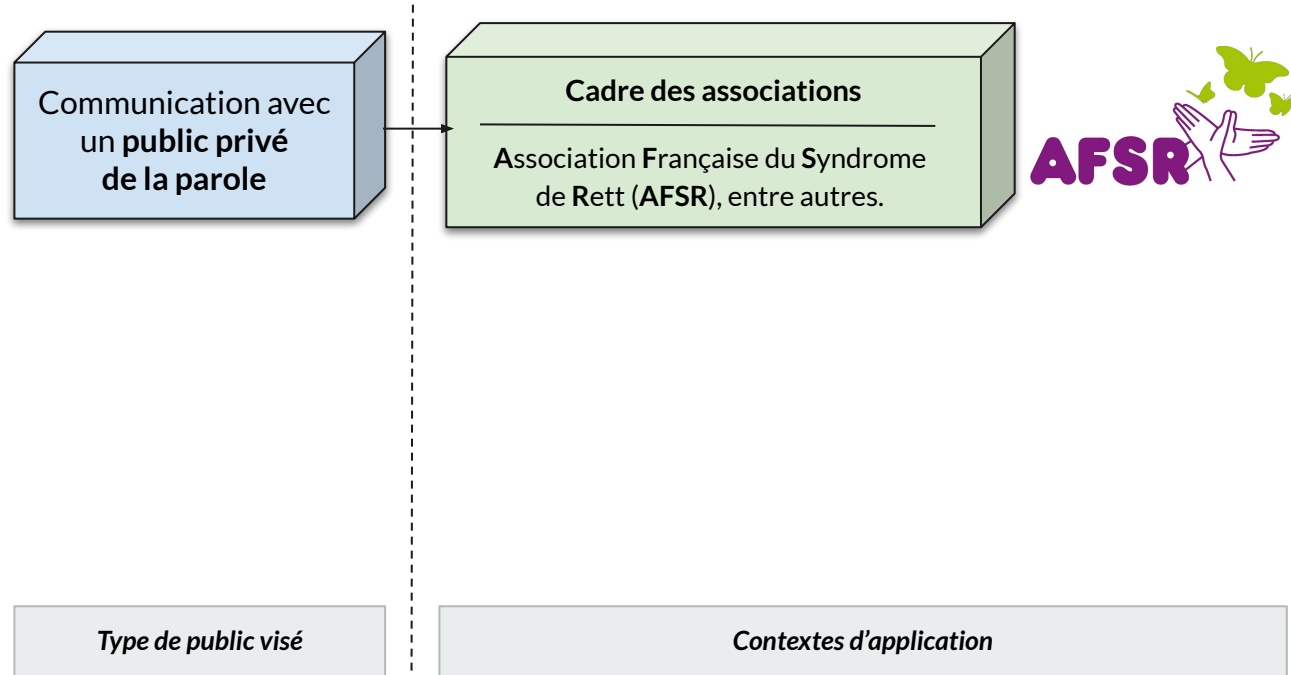 Communication avec
un public privé
de la parole
Cadre des associations
Association Française du Syndrome
de Rett (AFSR), entre autres.
AFSR
Type de public visé
Contextes d’application